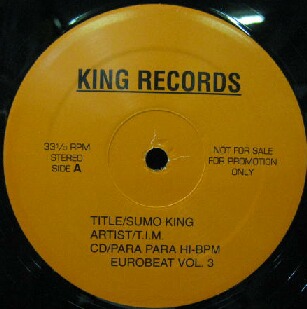 KING RECORDS
33⅓ RPM
STEREO
SIDE A
NOT FOR SALE
FOR PROMOTION
ONLY
TITLE/SUMO KING
ARTIST/T.I.M.
CD/PARA PARA HI-BPM
EUROBEAT VOL. 3